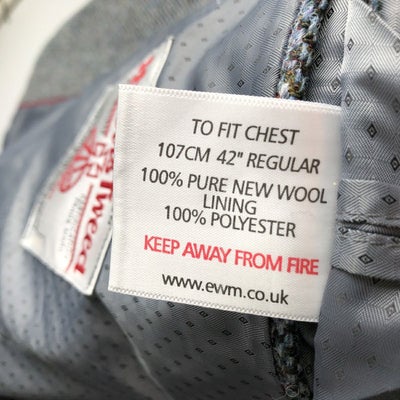 TO FIT CHEST
107CM 42" REGULAR
100% PURE NEW WOOL
LINING
100% POLYESTER
KEEP AWAY FROM FIRE
www.ewm.co.uk
Tweed